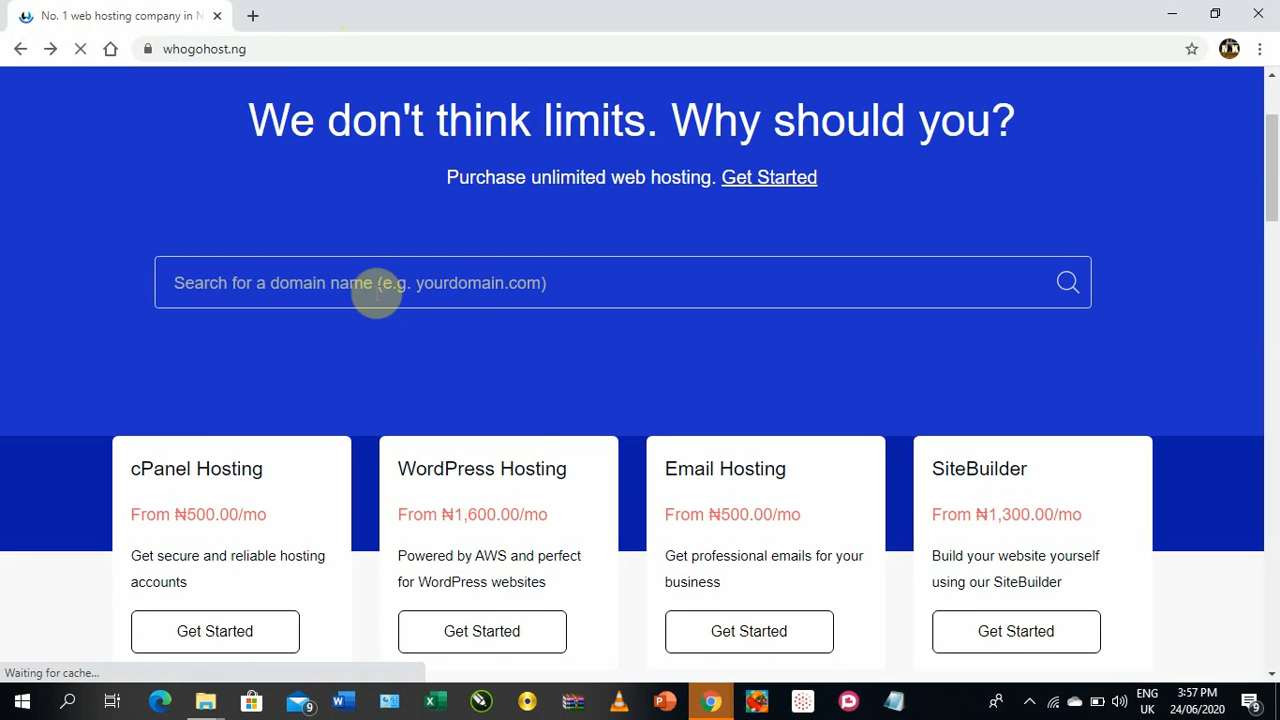 No. 1 web hosting company in N
whogohost.ng
We don't think limits. Why should you?
Purchase unlimited web hosting. Get Started
Search for a domain name (e.g. yourdomain.com)
cPanel Hosting
From ₦500.00/mo
Get secure and reliable hosting
accounts
Get Started
WordPress Hosting
From ₦1,600.00/mo
Powered by AWS and perfect
for WordPress websites
Get Started
Email Hosting
From ₦500.00/mo
Get professional emails for your
business
Get Started
SiteBuilder
From ₦1,300.00/mo
Build your website yourself
using our SiteBuilder
Get Started
Waiting for cache...
9
ENG
UK
3:57 PM
24/06/2020
9